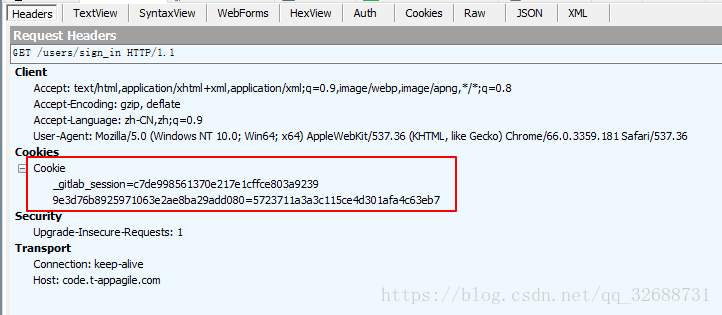 Headers TextView SyntaxView WebForms HexView Auth Cookies Raw JSON XML
Request Headers
GET /users/sign_in HTTP/1.1
Client
Accept: text/html,application/xhtml+xml,application/xml;q=0.9,image/webp,image/apng,*/*;q=0.8
Accept-Encoding: gzip, deflate
Accept-Language: zh-CN,zh;q=0.9
User-Agent: Mozilla/5.0 (Windows NT 10.0; Win64; x64) AppleWebKit/537.36 (KHTML, like Gecko) Chrome/66.0.3359.181 Safari/537.36
Cookies
Cookie
_gitlab_session=c7de998561370e217e1cffce803a9239
9e3d76b8925971063e2ae8ba29add080=5723711a3a3c115ce4d301afa4c63eb7
Security
Upgrade-Insecure-Requests: 1
Transport
Connection: keep-alive
Host: code.t-appagile.com
https://blog.csdn.net/qq_32688731